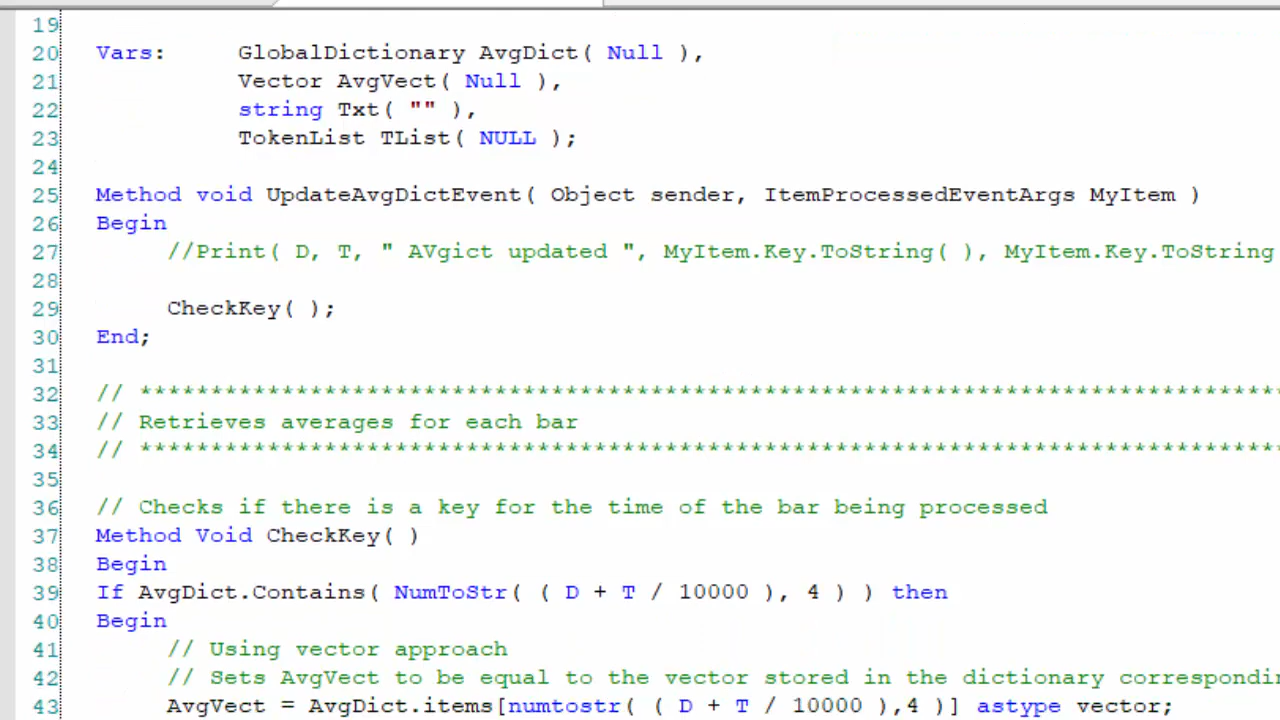 19
20 Vars: GlobalDictionary AvgDict( Null ),
21 Vector AvgVect( Null ),
22 string Txt( "" ),
23 TokenList TList( NULL );
24
25 Method void UpdateAvgDictEvent( Object sender, ItemProcessedEventArgs MyItem )
26 Begin
27 //Print( D, T, " AVgict updated ", MyItem.Key.ToString( ), MyItem.Key.ToString
28
29 CheckKey( );
30 End;
31
32 // ********************************************************************************
33 // Retrieves averages for each bar
34 // ********************************************************************************
35
36 // Checks if there is a key for the time of the bar being processed
37 Method Void CheckKey( )
38 Begin
39 If AvgDict.Contains( NumToStr( ( D + T / 10000 ), 4 ) ) then
40 Begin
41 // Using vector approach
42 // Sets AvgVect to be equal to the vector stored in the dictionary correspondi
43 AvgVect = AvgDict.items[numtostr( ( D + T / 10000 ),4 )] astype vector;